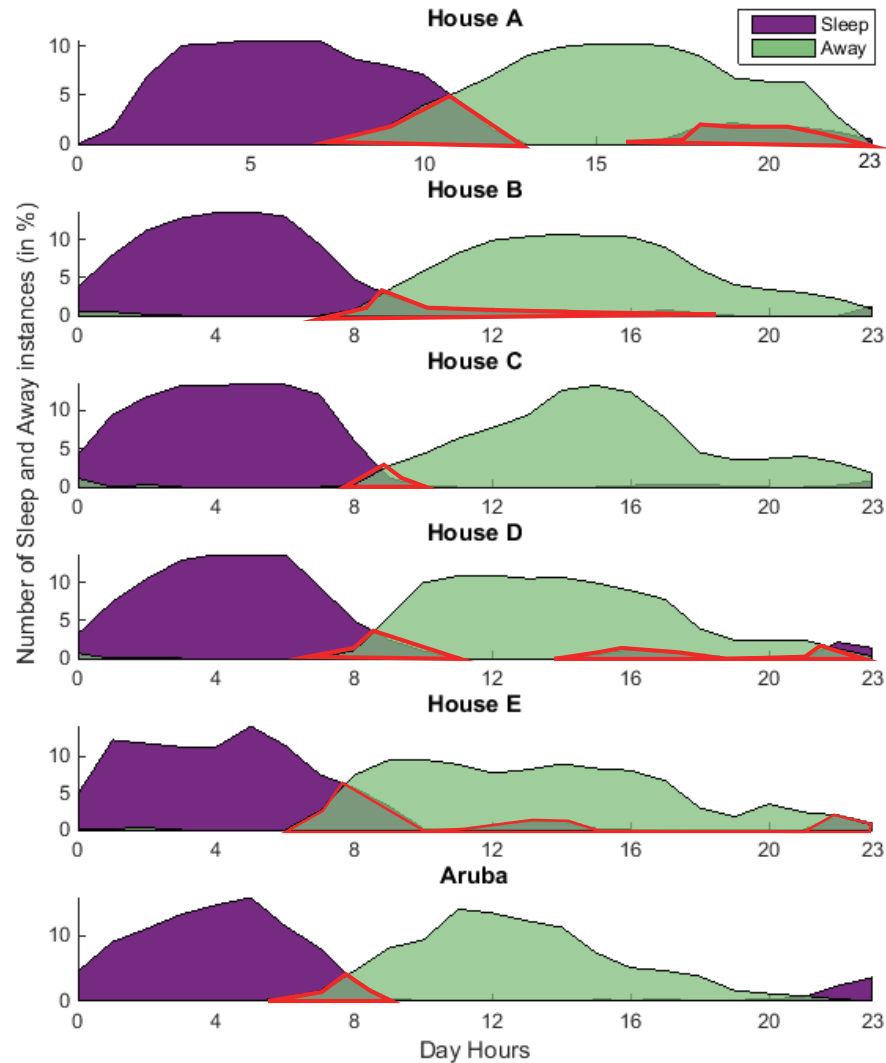 House A
Sleep
Away
10
5
0
0 5 10 15 20 23
House B
10
5
0
0 4 8 12 16 20 23
House C
10
5
0
0 4 8 12 16 20 23
House D
10
5
0
0 4 8 12 16 20 23
House E
10
5
0
0 4 8 12 16 20 23
Aruba
10
0
0 4 8 12 16 20 23
Day Hours
Number of Sleep and Away instances (in %)